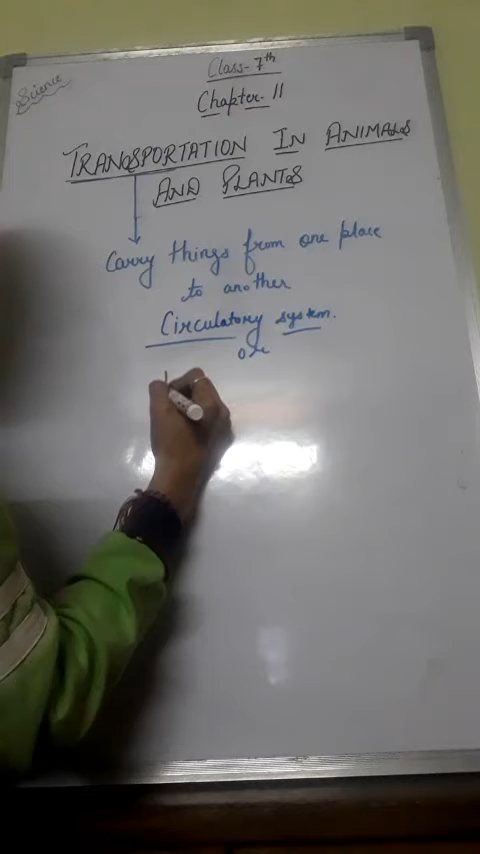 Science
Class-7th
Chapter-11
TRANSPORTATION IN ANIMALS
AND PLANTS
Carry things from one place
to another
Circulatory system.
or